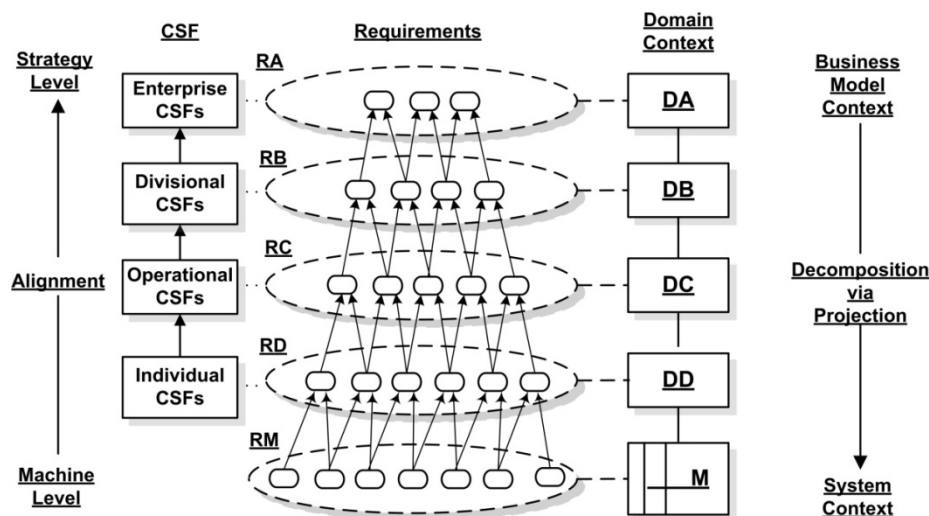 CSF
Requirements
Domain
Context
Strategy
Level
Enterprise
CSFs
RA
DA
Business
Model
Context
Divisional
CSFs
RB
DB
Alignment
Operational
CSFs
RC
DC
Decomposition
via
Projection
Individual
CSFs
RD
DD
Machine
Level
RM
M
System
Context